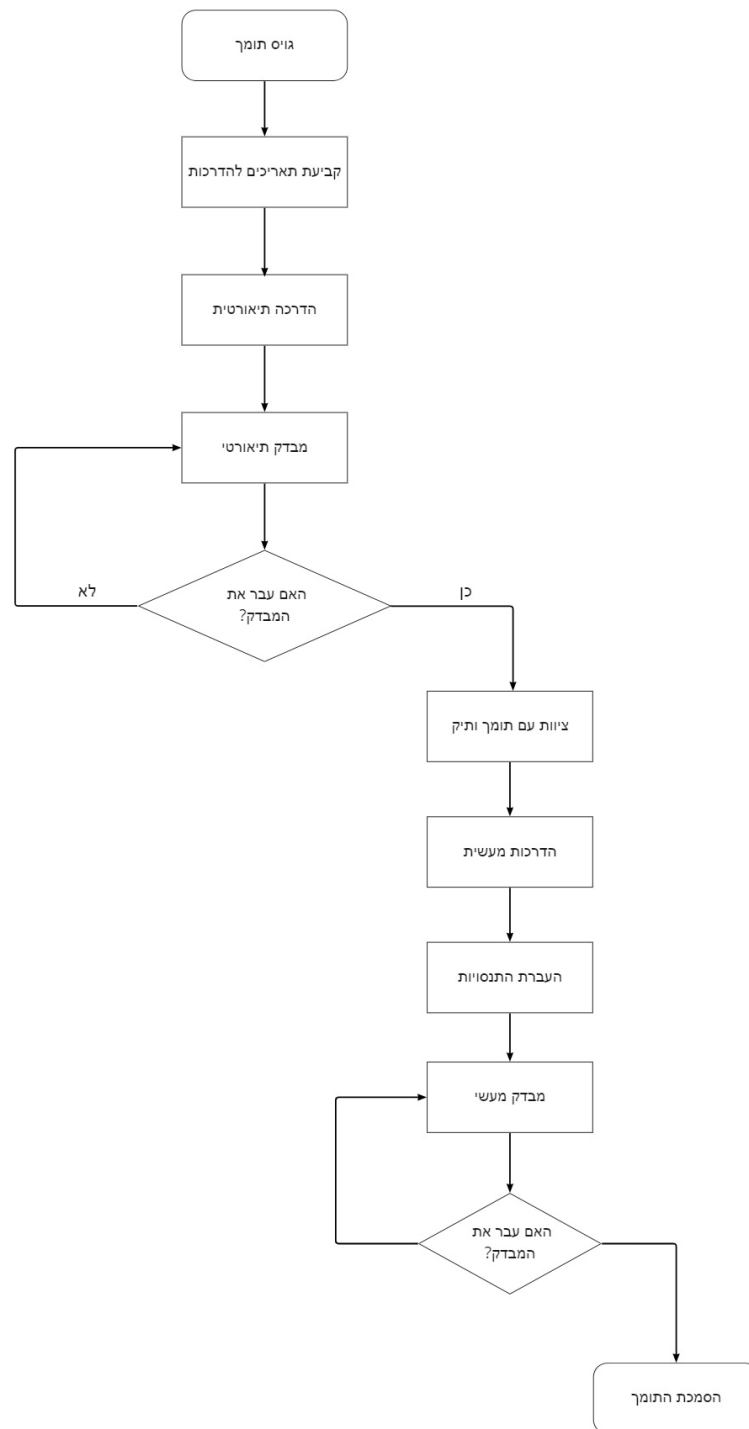 גויס תומך
קביעת תאריכים להדרכות
הדרכה תיאורטית
מבדק תיאורטי
האם עבר את
המבדק?
לא
כן
ציוות עם תומך ותיק
הדרכות מעשית
העברת התנסויות
מבדק מעשי
האם עבר את
המבדק?
הסמכת התומך